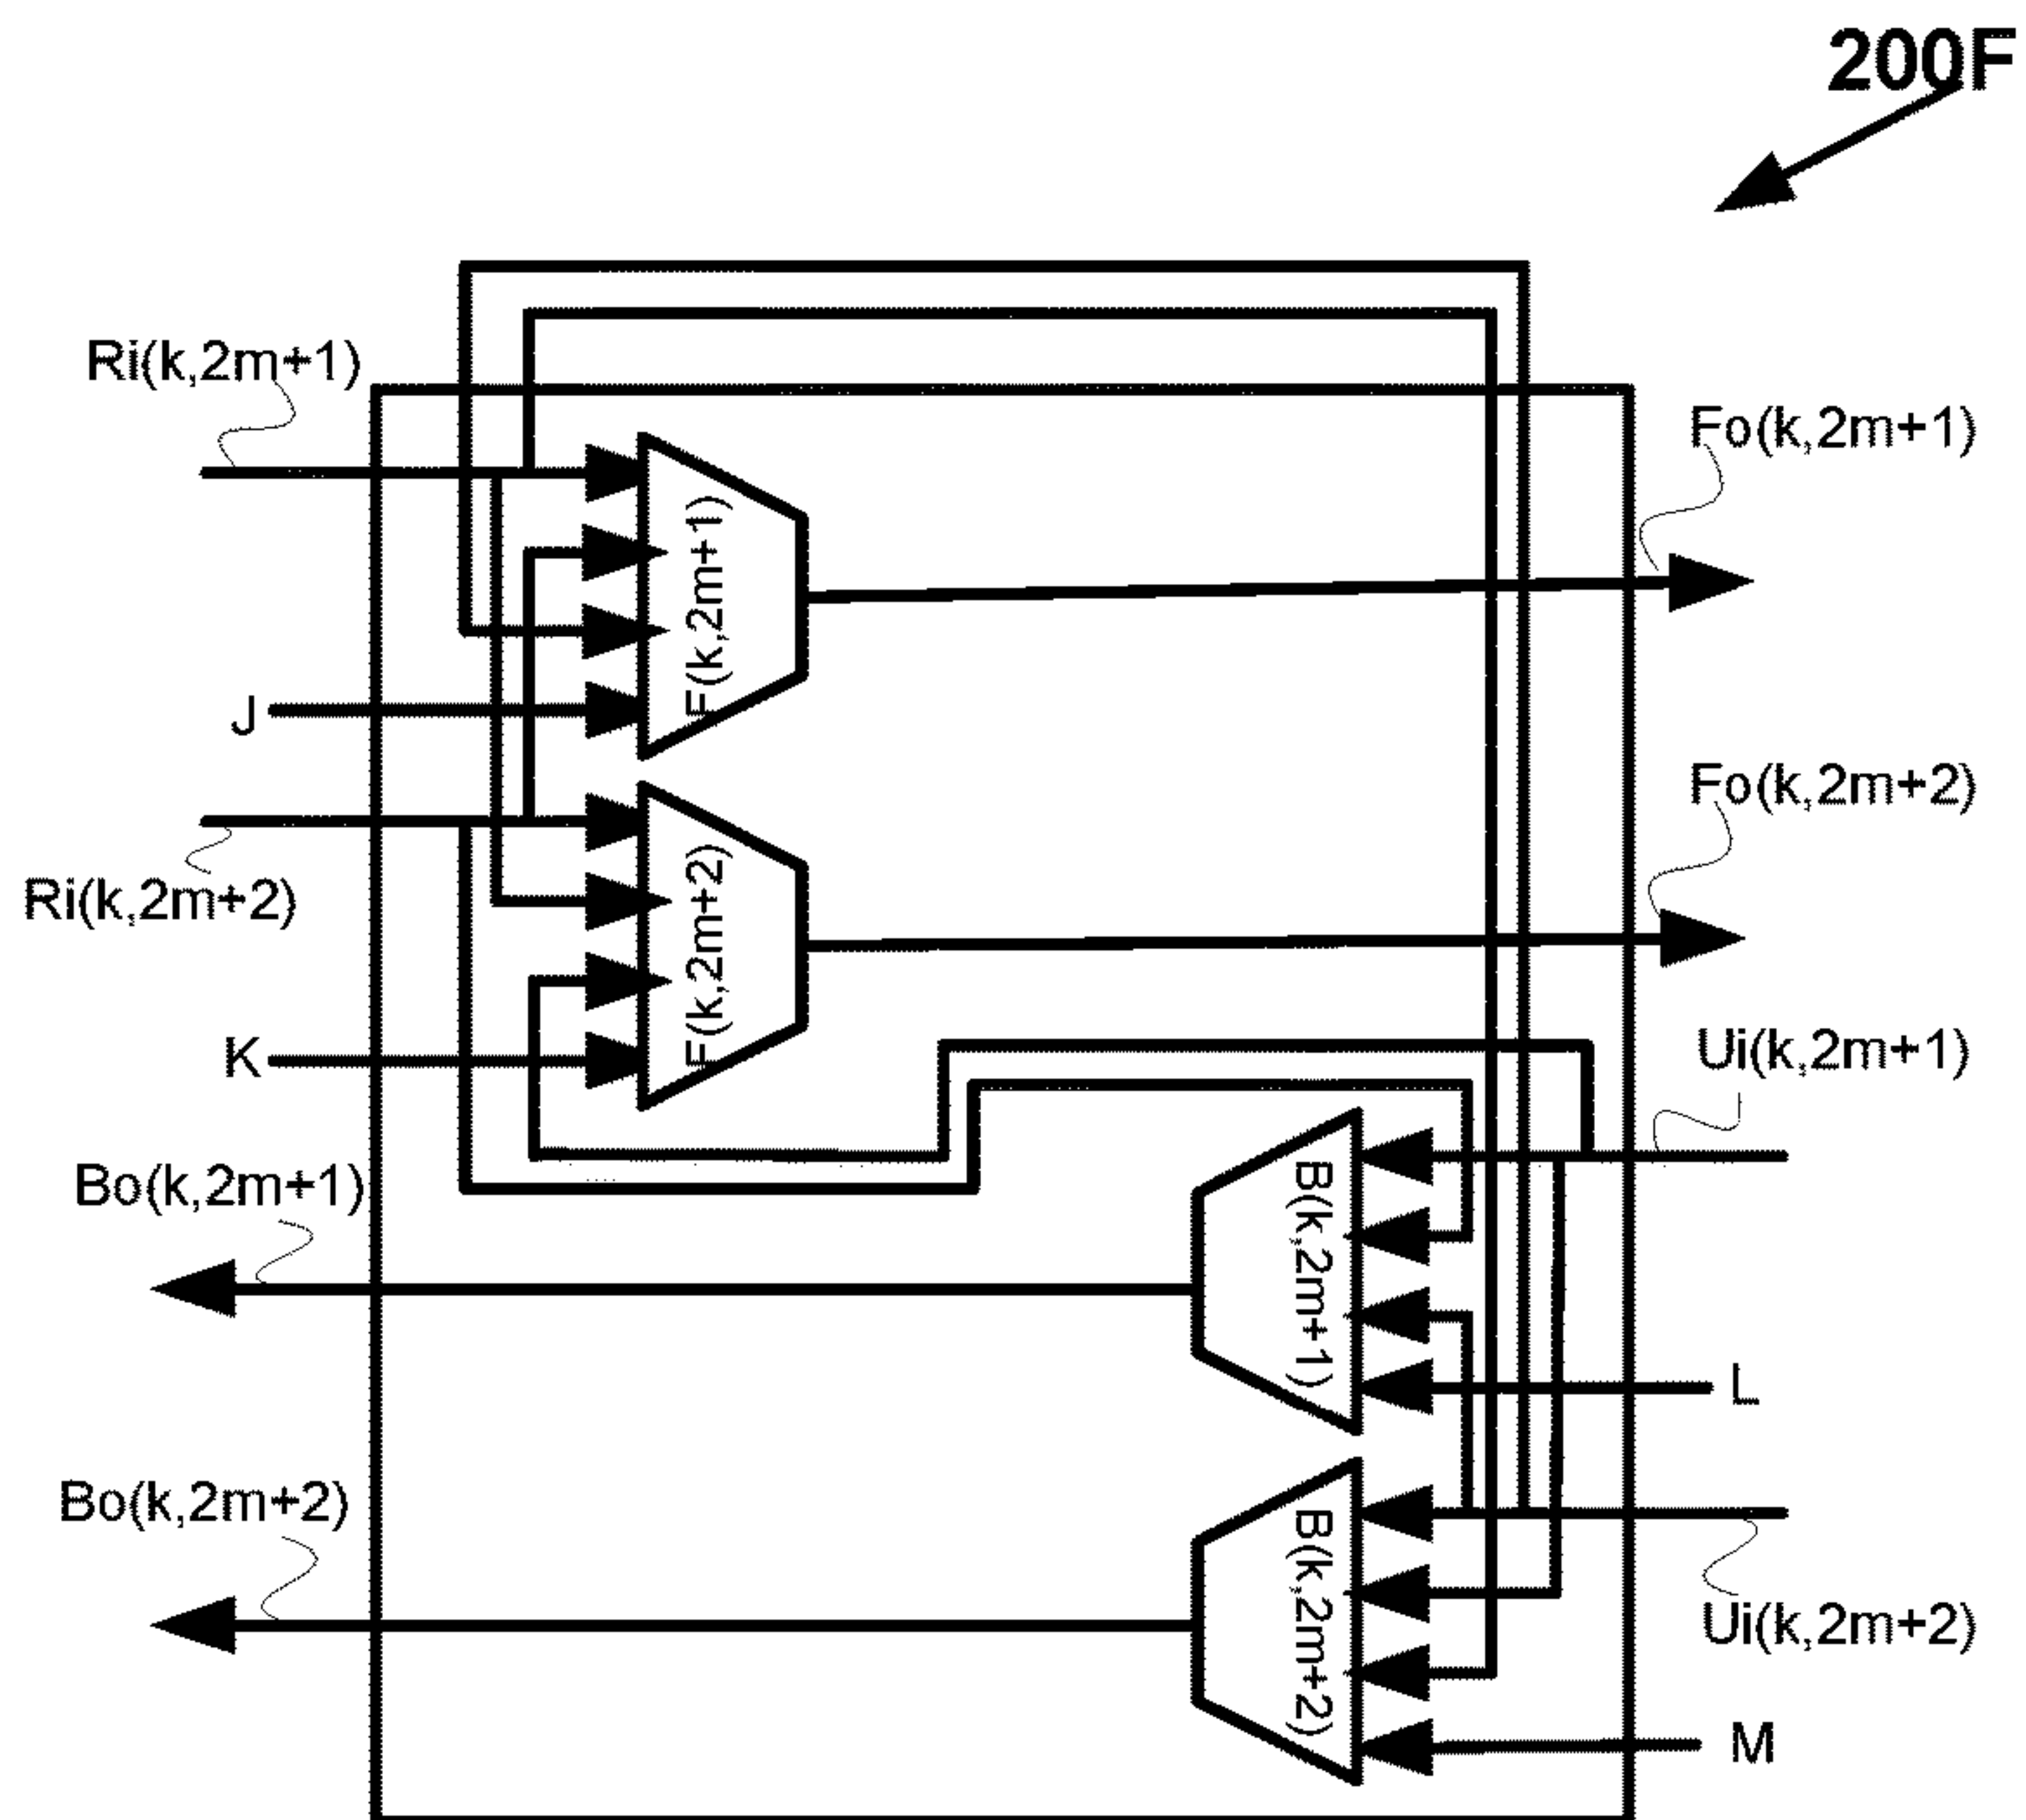 200F
Ri(k,2m+1)
Fo(k,2m+1)
F(k,2m+1)
J
Fo(k,2m+2)
Ri(k,2m+2)
F(k,2m+2)
K
Ui(k,2m+1)
Bo(k,2m+1)
B(k,2m+1)
L
Bo(k,2m+2)
B(k,2m+2)
Ui(k,2m+2)
M